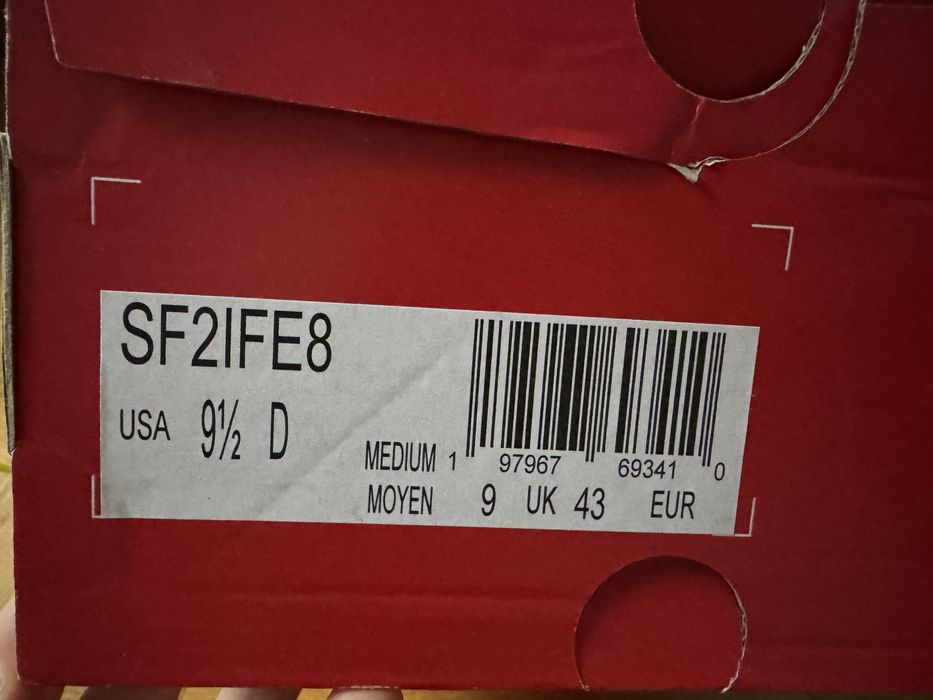 SF2IFE8
USA 9½ D
MEDIUM 1 97967 69341 0
MOYEN 9 UK 43 EUR